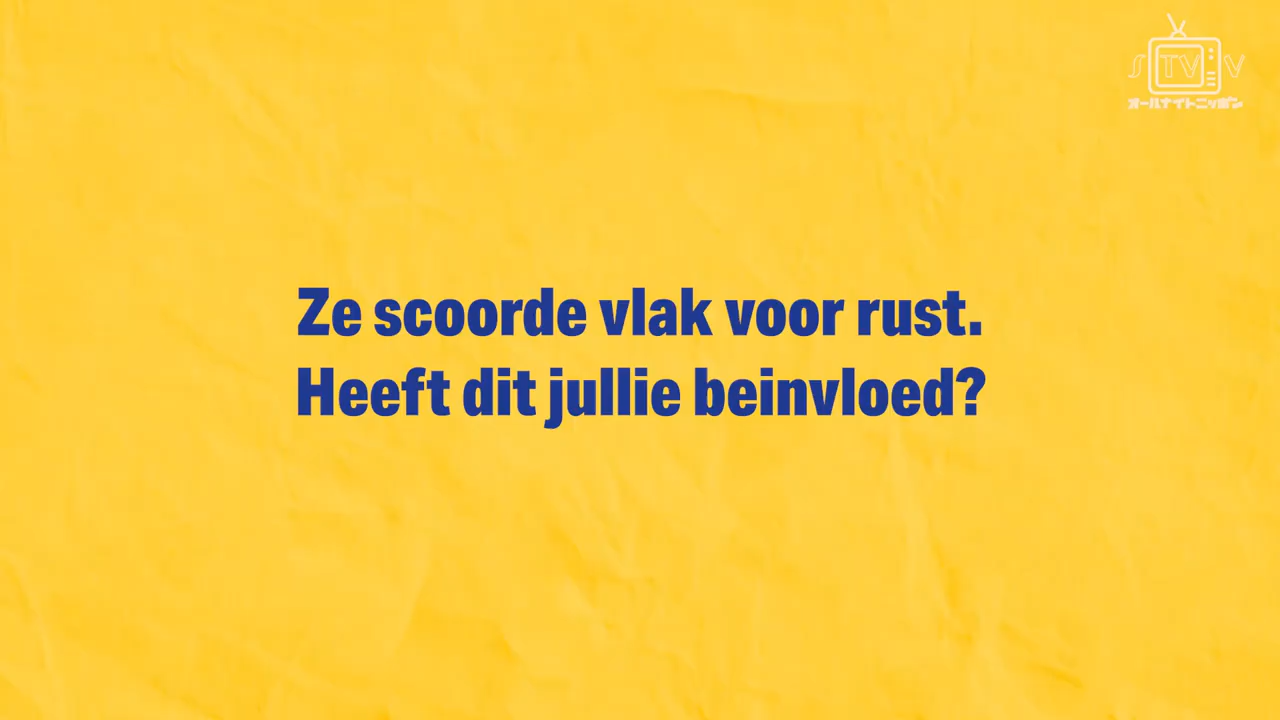 STVV
オールナイトニッポン
Ze scoorde vlak voor rust.
Heeft dit jullie beinvloed?